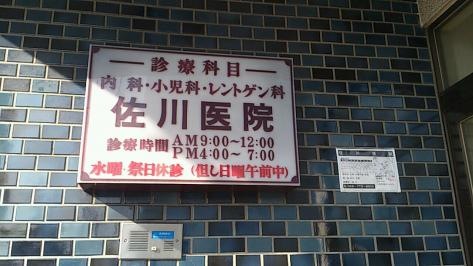 診療科目
内科・小児科・レントゲン科
佐川医院
診療時間 AM9:00~12:00
PM4:00~ 7:00
水曜・祭日休診(但し日曜午前中)